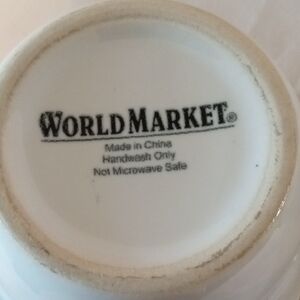 WORLD MARKET®
Made in China
Handwash Only
Not Microwave Safe